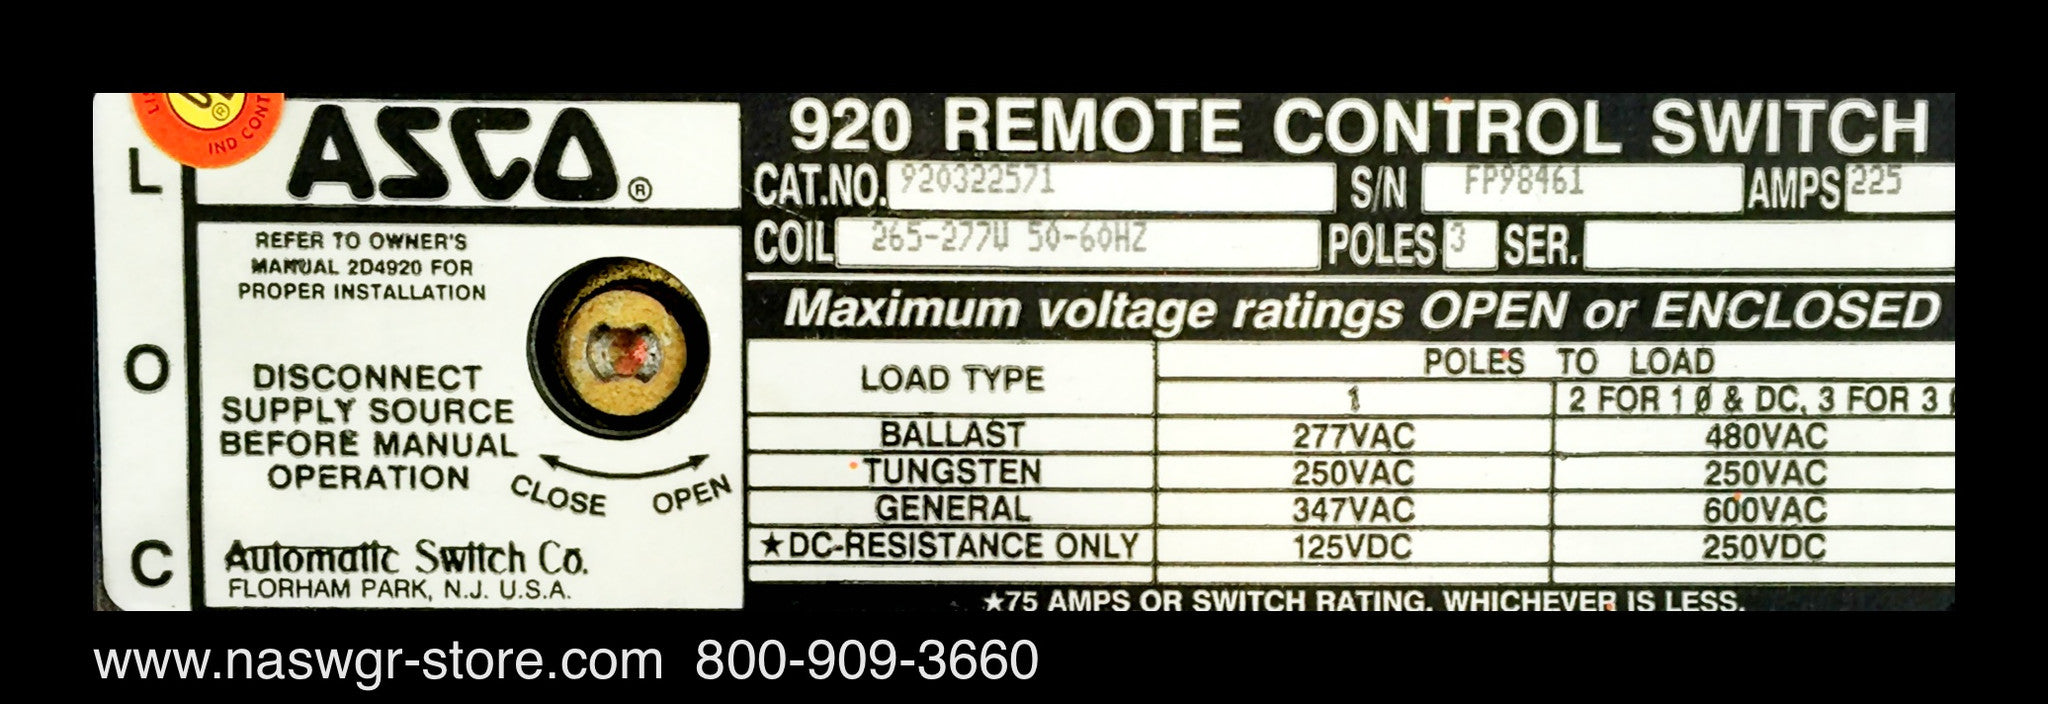 IND CONT
L
O
C
ASCO®
REFER TO OWNER'S
MANUAL 2D4920 FOR
PROPER INSTALLATION
DISCONNECT
SUPPLY SOURCE
BEFORE MANUAL
OPERATION
CLOSE OPEN
Automatic Switch Co.
FLORHAM PARK, N.J. U.S.A.
920 REMOTE CONTROL SWITCH
CAT.NO. 920322571 S/N FP98461 AMPS 225
COIL 265-277V 50-60HZ POLES 3 SER.
Maximum voltage ratings OPEN or ENCLOSED
LOAD TYPE POLES TO LOAD
1 2 FOR 1 Ø & DC, 3 FOR 3
BALLAST 277VAC 480VAC
TUNGSTEN 250VAC 250VAC
GENERAL 347VAC 600VAC
★DC-RESISTANCE ONLY 125VDC 250VDC
★75 AMPS OR SWITCH RATING, WHICHEVER IS LESS.
www.naswgr-store.com 800-909-3660